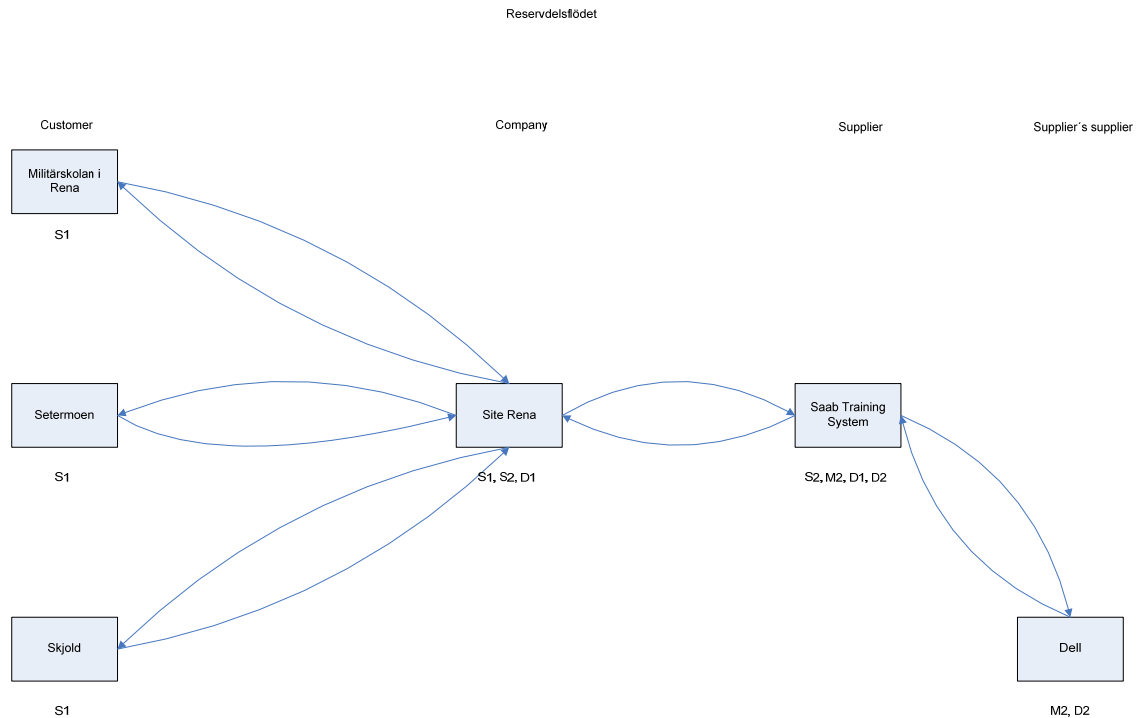 Reservdelsflödet
Customer
Company
Supplier
Supplier´s supplier
Militärskolan i
Rena
S1
Setermoen
S1
Site Rena
S1, S2, D1
Saab Training
System
S2, M2, D1, D2
Skjold
S1
Dell
M2, D2